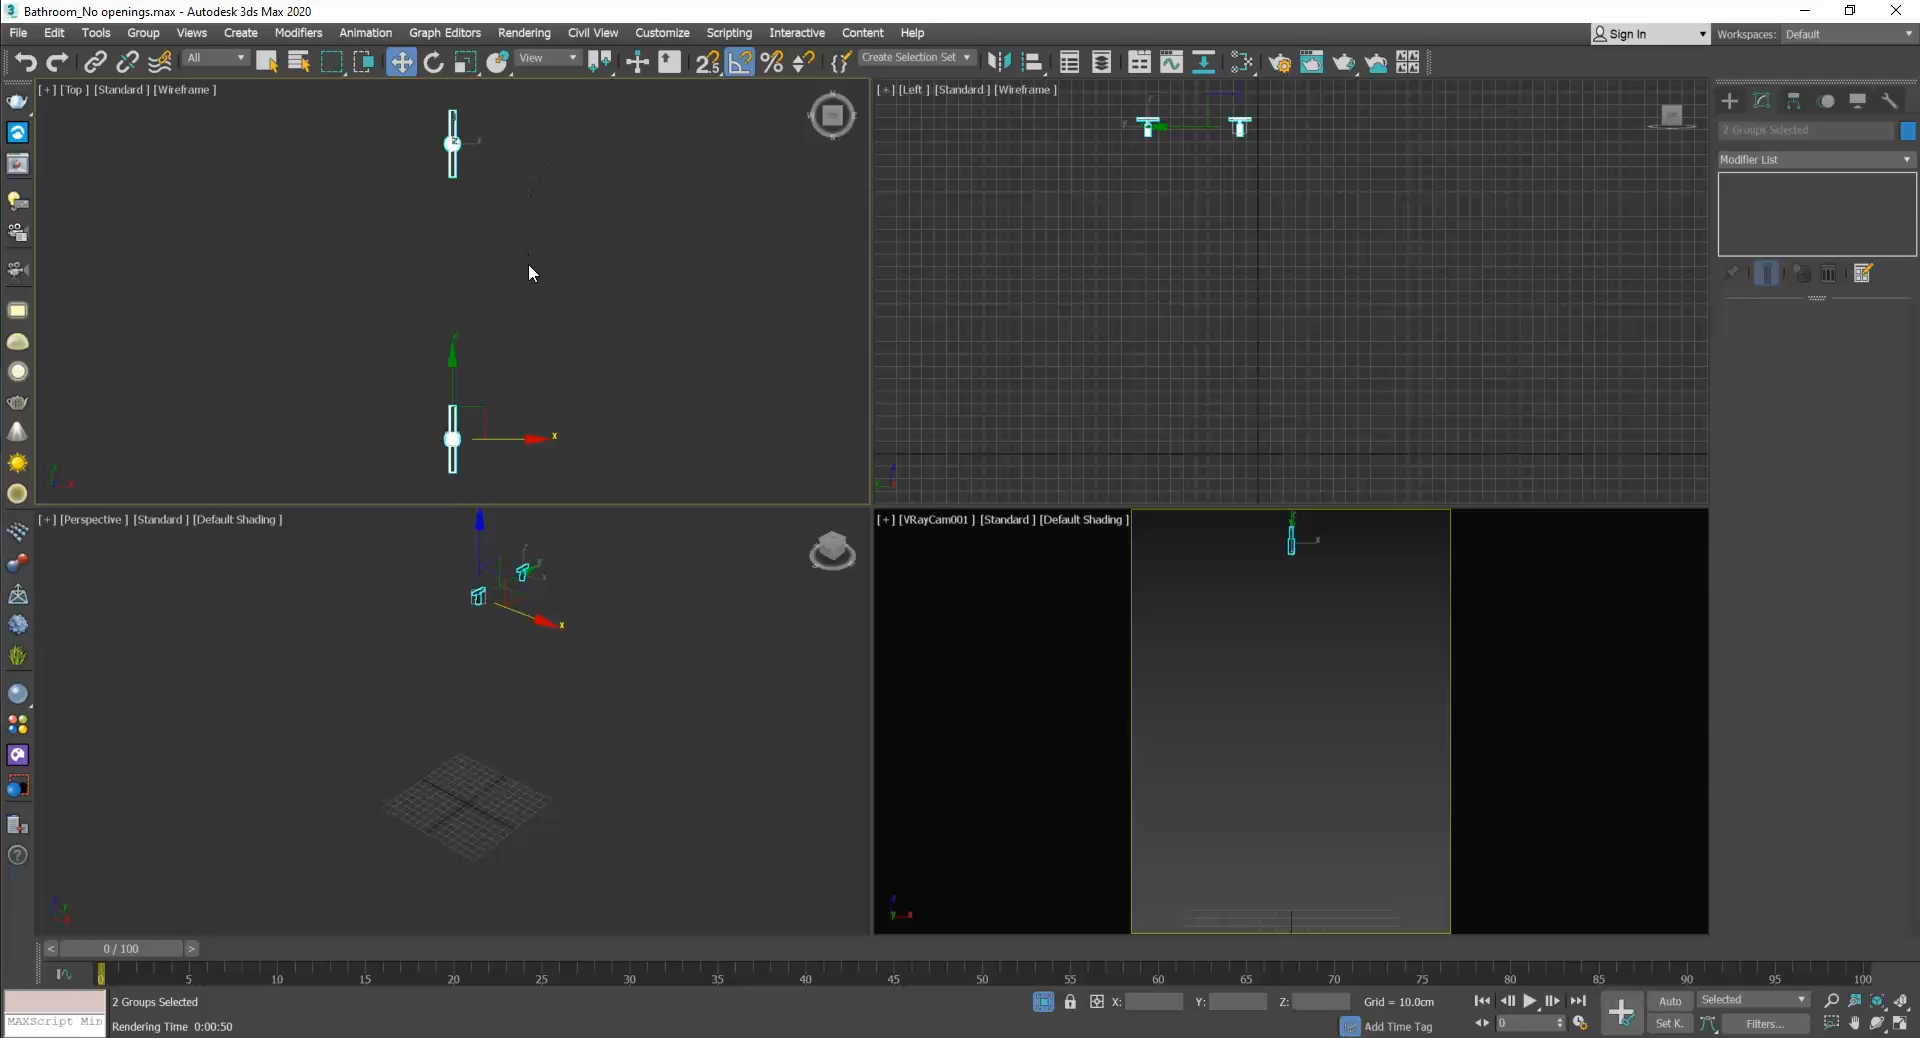 Bathroom_No openings.max - Autodesk 3ds Max 2020
File Edit Tools Group Views Create Modifiers Animation Graph Editors Rendering Civil View Customize Scripting Interactive Content Help
Sign In Workspaces: Default
All View Create Selection Set
[+] [Top ] [Standard ] [Wireframe ]
[+] [Left ] [Standard ] [Wireframe ]
2 Groups Selected
Modifier List
x
[+] [Perspective ] [Standard ] [Default Shading ]
[+] [VRayCam001 ] [Standard ] [Default Shading ]
x
< 0 / 100 >
0 5 10 15 20 25 30 35 40 45 50 55 60 65 70 75 80 85 90 95 100
2 Groups Selected X: Y: Z: Grid = 10.0cm Auto Selected
MAXScript Min Rendering Time 0:00:50 Add Time Tag 0 Set K. Filters...